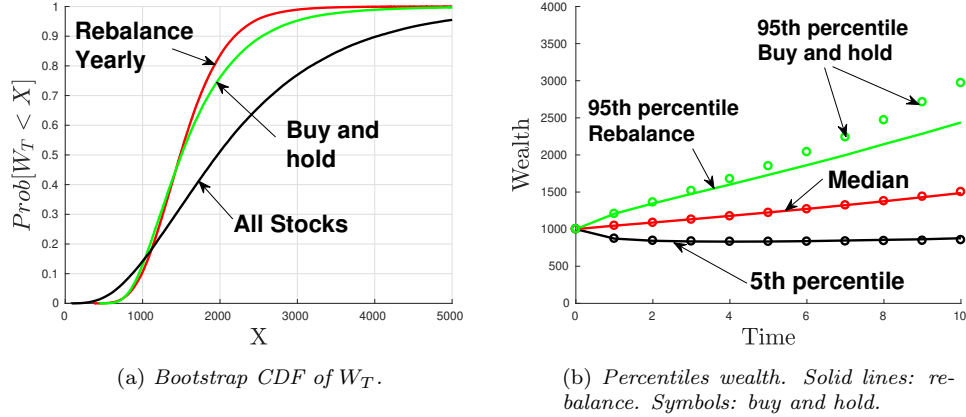 1
0.9
0.8
0.7
0.6
0.5
0.4
0.3
0.2
0.1
0
Prob[W_T < X]
Rebalance
Yearly
Buy and
hold
All Stocks
0 1000 2000 3000 4000 5000
X
(a) Bootstrap CDF of W_T.
4000
3500
3000
2500
2000
1500
1000
500
0
Wealth
95th percentile
Buy and hold
95th percentile
Rebalance
Median
5th percentile
0 2 4 6 8 10
Time
(b) Percentiles wealth. Solid lines: re-
balance. Symbols: buy and hold.